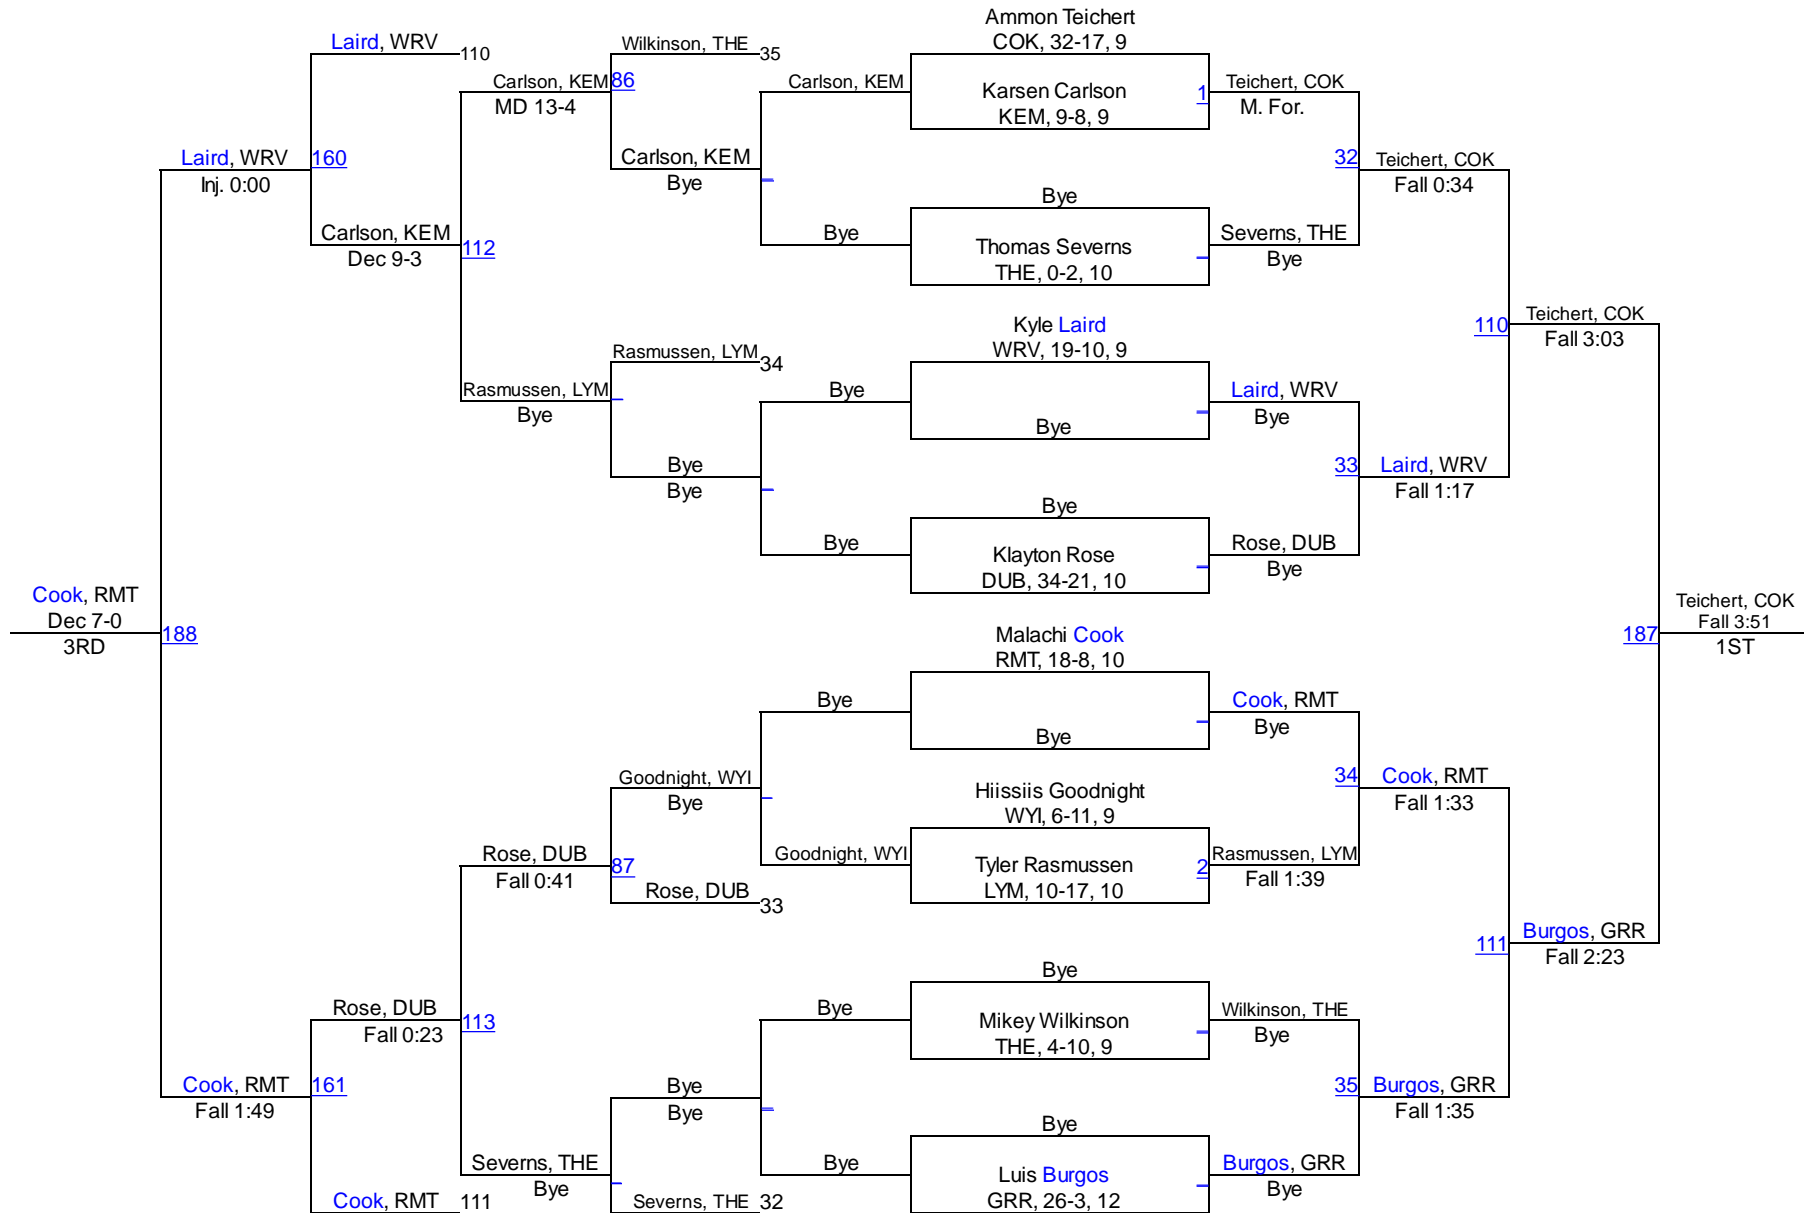 Ammon Teichert
Laird, WRV
110
Wilkinson, THE
35
COK, 32-17, 9
Carlson, KEM
86
MD 13-4
Carlson, KEM
Karsen Carlson
1
Teichert, COK
KEM, 9-8, 9
M. For.
Laird, WRV
160
Inj. 0:00
Carlson, KEM
Bye
32
Teichert, COK
Fall 0:34
Bye
Carlson, KEM
112
Dec 9-3
Bye
Thomas Severns
Severns, THE
THE, 0-2, 10
Bye
Kyle Laird
110
Teichert, COK
Fall 3:03
Rasmussen, LYM
34
WRV, 19-10, 9
Rasmussen, LYM
Bye
Bye
Laird, WRV
Bye
Bye
Bye
Bye
33
Laird, WRV
Fall 1:17
Bye
Bye
Klayton Rose
Rose, DUB
DUB, 34-21, 10
Bye
Cook, RMT
Dec 7-0
188
3RD
Teichert, COK
Fall 3:51
187
1ST
Malachi Cook
RMT, 18-8, 10
Bye
Cook, RMT
Bye
Bye
Goodnight, WYI
Bye
34
Cook, RMT
Fall 1:33
Hiissiis Goodnight
WYI, 6-11, 9
Rose, DUB
87
Fall 0:41
Goodnight, WYI
Tyler Rasmussen
2
Rasmussen, LYM
LYM, 10-17, 10
Fall 1:39
Rose, DUB
33
111
Burgos, GRR
Fall 2:23
Bye
Rose, DUB
113
Fall 0:23
Bye
Mikey Wilkinson
Wilkinson, THE
THE, 4-10, 9
Bye
Cook, RMT
161
Fall 1:49
Bye
Bye
35
Burgos, GRR
Fall 1:35
Bye
Severns, THE
Bye
Bye
Luis Burgos
Burgos, GRR
GRR, 26-3, 12
Bye
Cook, RMT
111
Severns, THE
32